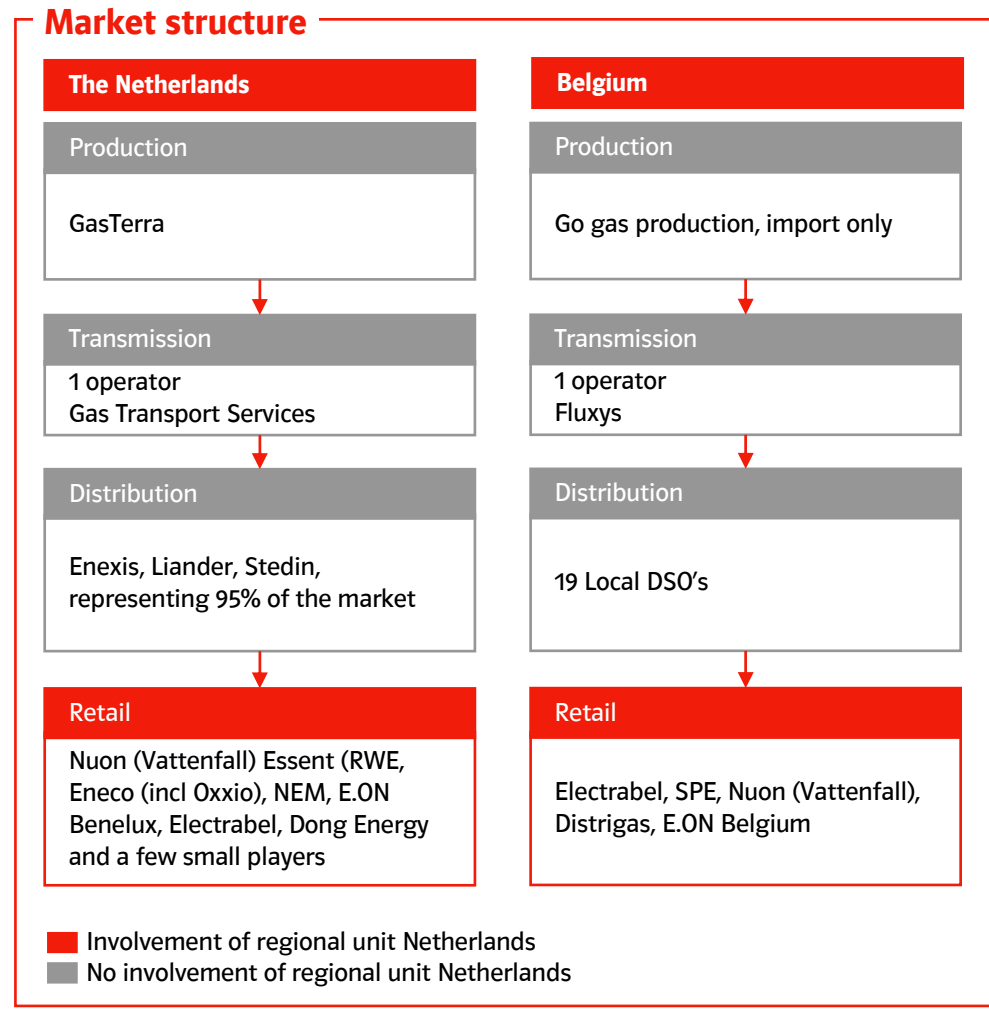 Market structure
The Netherlands
Production
GasTerra
Transmission
1 operator
Gas Transport Services
Distribution
Enexis, Liander, Stedin,
representing 95% of the market
Retail
Nuon (Vattenfall) Essent (RWE,
Eneco (incl Oxxio), NEM, E.ON
Benelux, Electrabel, Dong Energy
and a few small players
Belgium
Production
Go gas production, import only
Transmission
1 operator
Fluxys
Distribution
19 Local DSO's
Retail
Electrabel, SPE, Nuon (Vattenfall),
Distrigas, E.ON Belgium
Involvement of regional unit Netherlands
No involvement of regional unit Netherlands